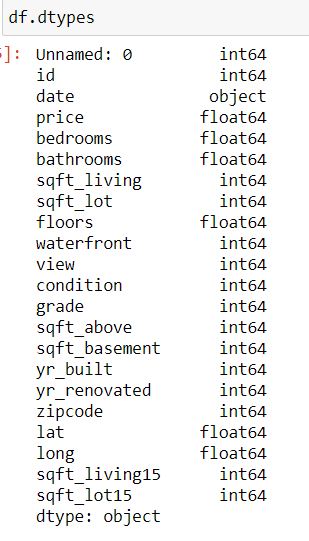 df.dtypes
]: Unnamed: 0 int64
id int64
date object
price float64
bedrooms float64
bathrooms float64
sqft_living int64
sqft_lot int64
floors float64
waterfront int64
view int64
condition int64
grade int64
sqft_above int64
sqft_basement int64
yr_built int64
yr_renovated int64
zipcode int64
lat float64
long float64
sqft_living15 int64
sqft_lot15 int64
dtype: object